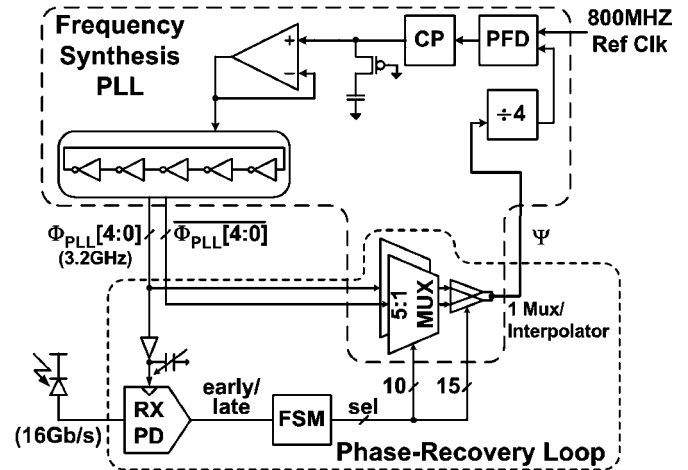 Frequency
Synthesis
PLL
+
−
CP
PFD
800MHZ
Ref Clk
÷4
Φ_PLL[4:0]
Φ̅_PLL[4:0]
(3.2GHz)
Ψ
5:1
MUX
1 Mux/
Interpolator
10
15
RX
PD
(16Gb/s)
early/
late
FSM
sel
Phase-Recovery Loop